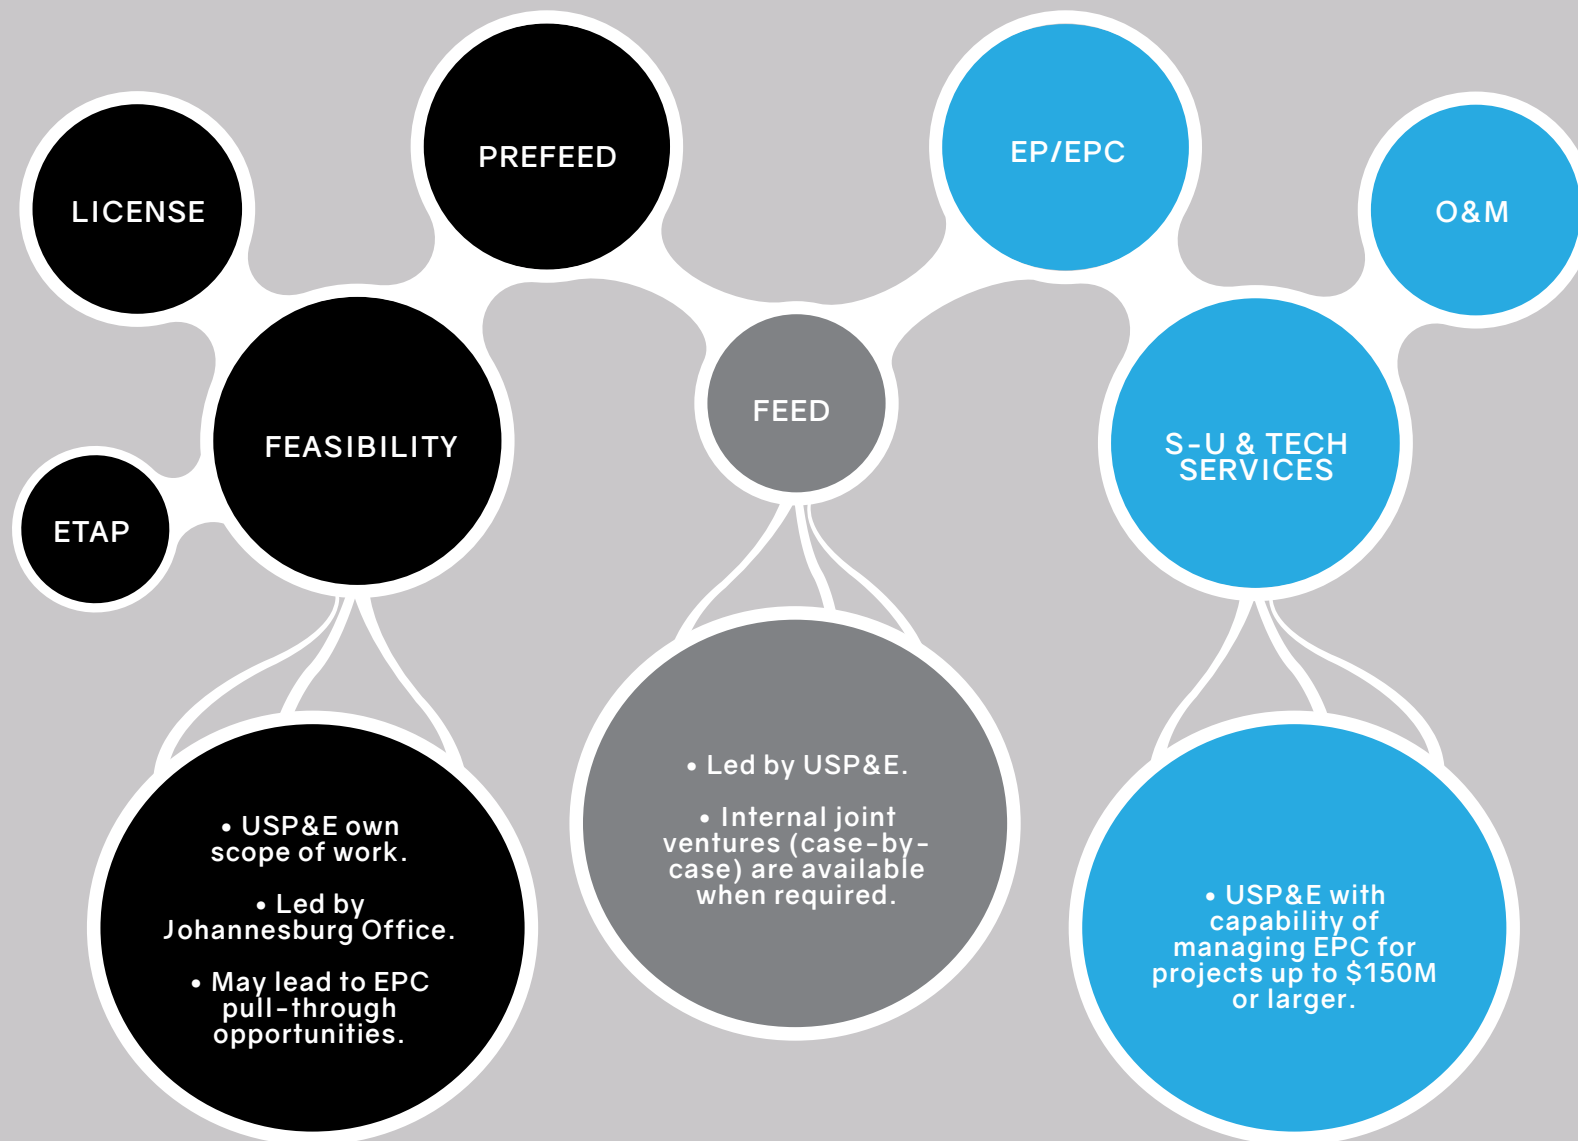 LICENSE
PREFEED
EP/EPC
O&M
FEASIBILITY
FEED
S-U & TECH
SERVICES
ETAP
• USP&E own
scope of work.
• Led by
Johannesburg Office.
• May lead to EPC
pull-through
opportunities.
• Led by USP&E.
• Internal joint
ventures (case-by-
case) are available
when required.
• USP&E with
capability of
managing EPC for
projects up to $150M
or larger.